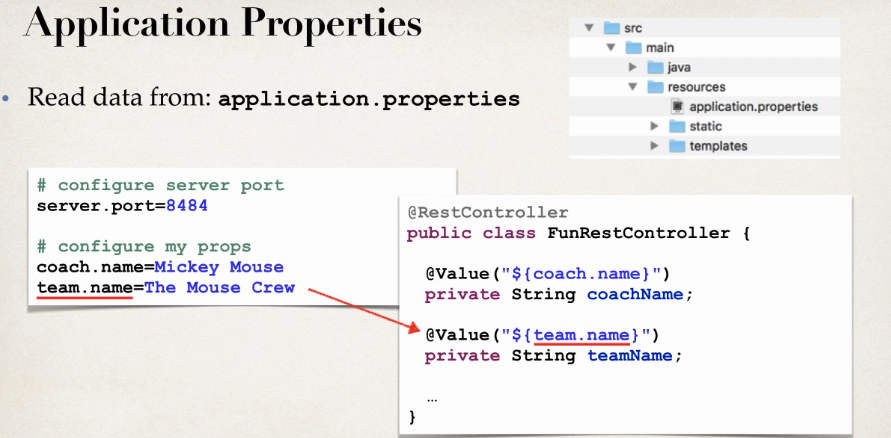 Application Properties
• Read data from: application.properties
src
main
java
resources
application.properties
static
templates
# configure server port
server.port=8484
# configure my props
coach.name=Mickey Mouse
team.name=The Mouse Crew
@RestController
public class FunRestController {
@Value("${coach.name}")
private String coachName;
@Value("${team.name}")
private String teamName;
…
}